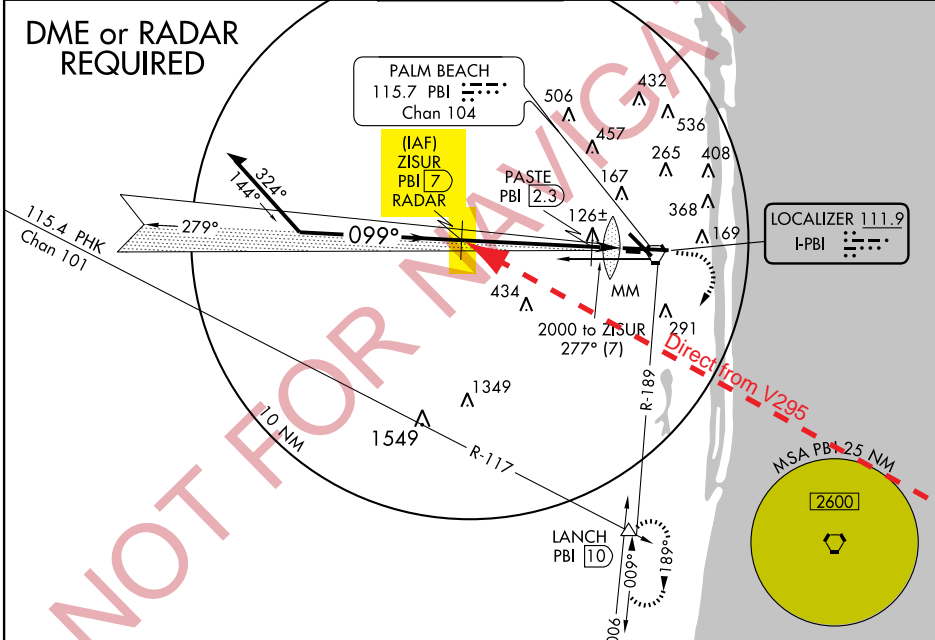 DME or RADAR
REQUIRED
PALM BEACH
115.7 PBI
Chan 104
432
506
536
457
(IAF)
ZISUR
PBI 7
RADAR
265
408
PASTE
PBI 2.3
167
324°
144°
368
115.4 PHK
Chan 101
279°
099°
126±
169
LOCALIZER 111.9
I-PBI
MM
434
291
2000 to ZISUR
277° (7)
Direct from V295
R-189
1349
1549
10 NM
R-117
MSA PBI 25 NM
2600
LANCH
PBI 10
009°
189°
006
NOT FOR NAVIGAT